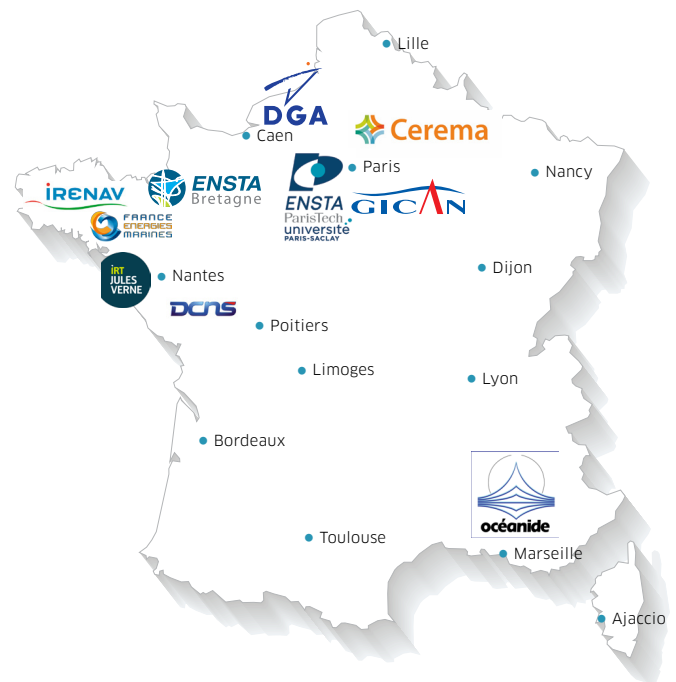 Lille
DGA
Caen
Cerema
Paris
Nancy
iRENAV
ENSTA
Bretagne
ENSTA
ParisTech
université
PARIS-SACLAY
GICAN
FRANCE
ENERGIES
MARINES
iRT
JULES
VERNE
Nantes
Dijon
DCNS
Poitiers
Limoges
Lyon
Bordeaux
océanide
Toulouse
Marseille
Ajaccio